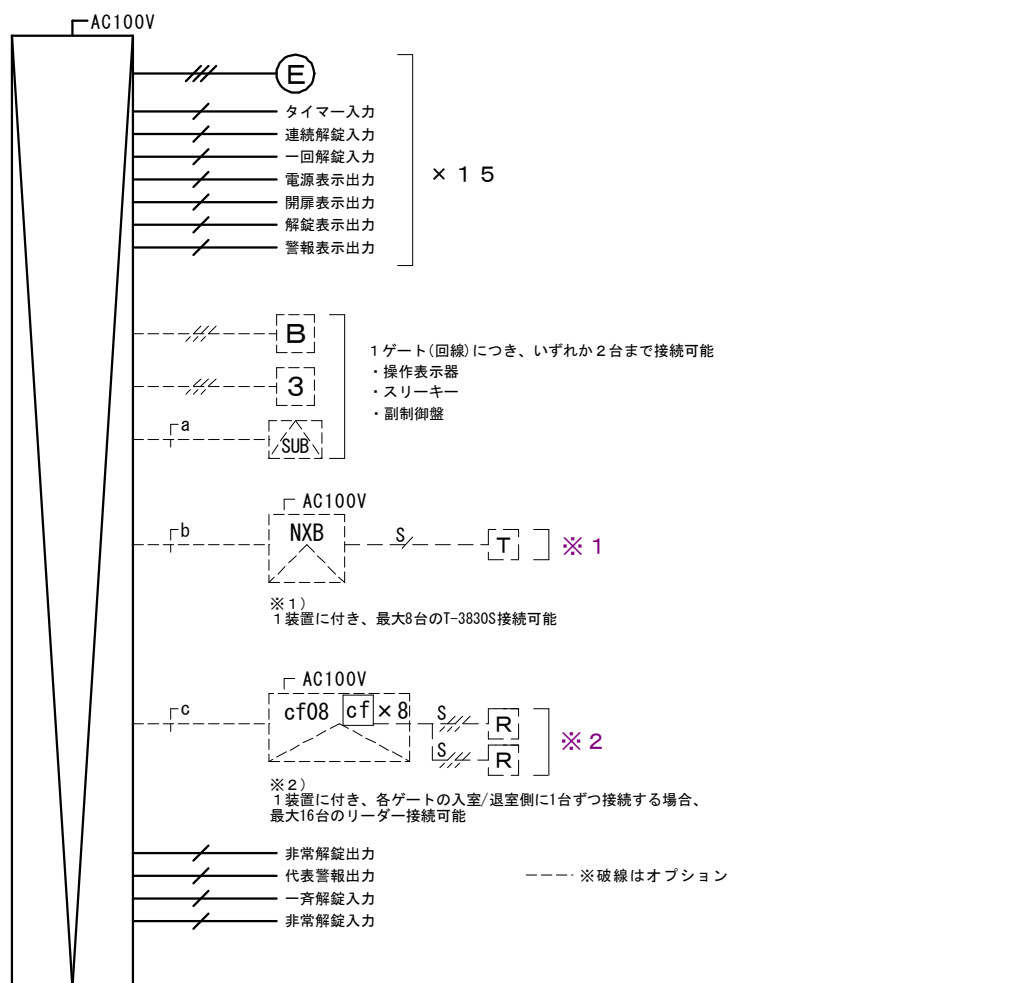 AC100V
E
タイマー入力
連続解錠入力
一回解錠入力
電源表示出力
開扉表示出力
解錠表示出力
警報表示出力
×１５
B
1ゲート(回線)につき、いずれか２台まで接続可能
・操作表示器
・スリーキー
・副制御盤
3
a
SUB
AC100V
b
NXB
S
T
※1
※1)
1装置に付き、最大8台のT-3830S接続可能
AC100V
c
cf08 cf×8
S
R
S
R
※2
※2)
1装置に付き、各ゲートの入室/退室側に1台ずつ接続する場合、
最大16台のリーダー接続可能
非常解錠出力
代表警報出力
一斉解錠入力
非常解錠入力
※破線はオプション